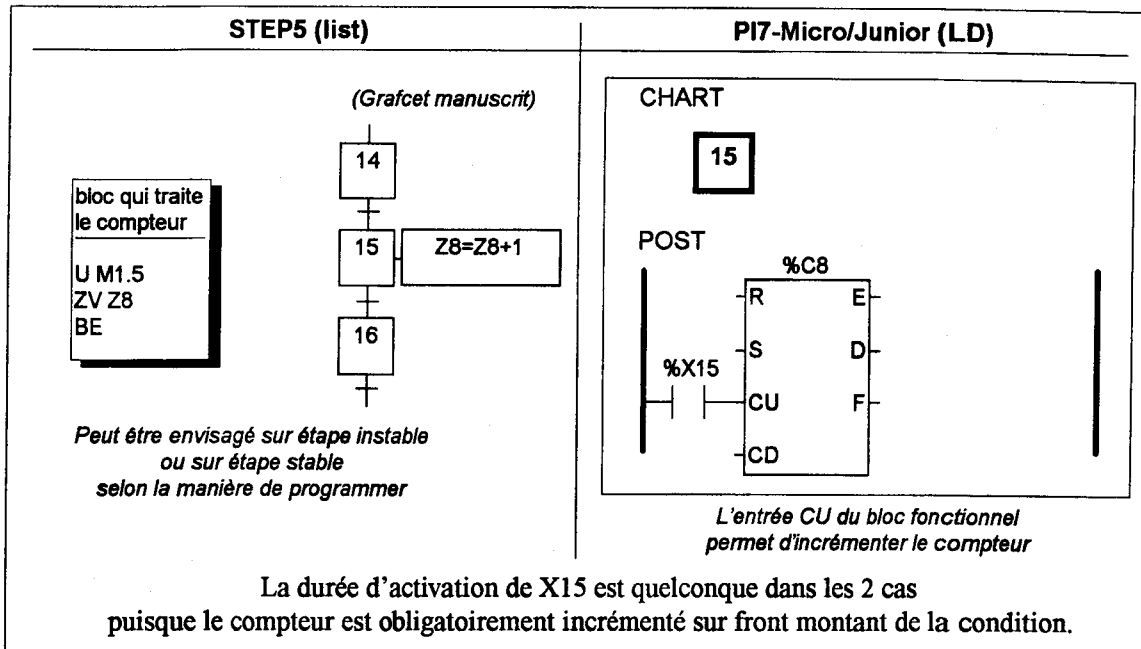 STEP5 (list)
PI7-Micro/Junior (LD)
(Grafcet manuscrit)
14
bloc qui traite
le compteur
15
Z8=Z8+1
U M1.5
ZV Z8
BE
16
Peut être envisagé sur étape instable
ou sur étape stable
selon la manière de programmer
CHART
15
POST
%C8
R E
S D
%X15
CU F
CD
L'entrée CU du bloc fonctionnel
permet d'incrémenter le compteur
La durée d'activation de X15 est quelconque dans les 2 cas
puisque le compteur est obligatoirement incrémenté sur front montant de la condition.